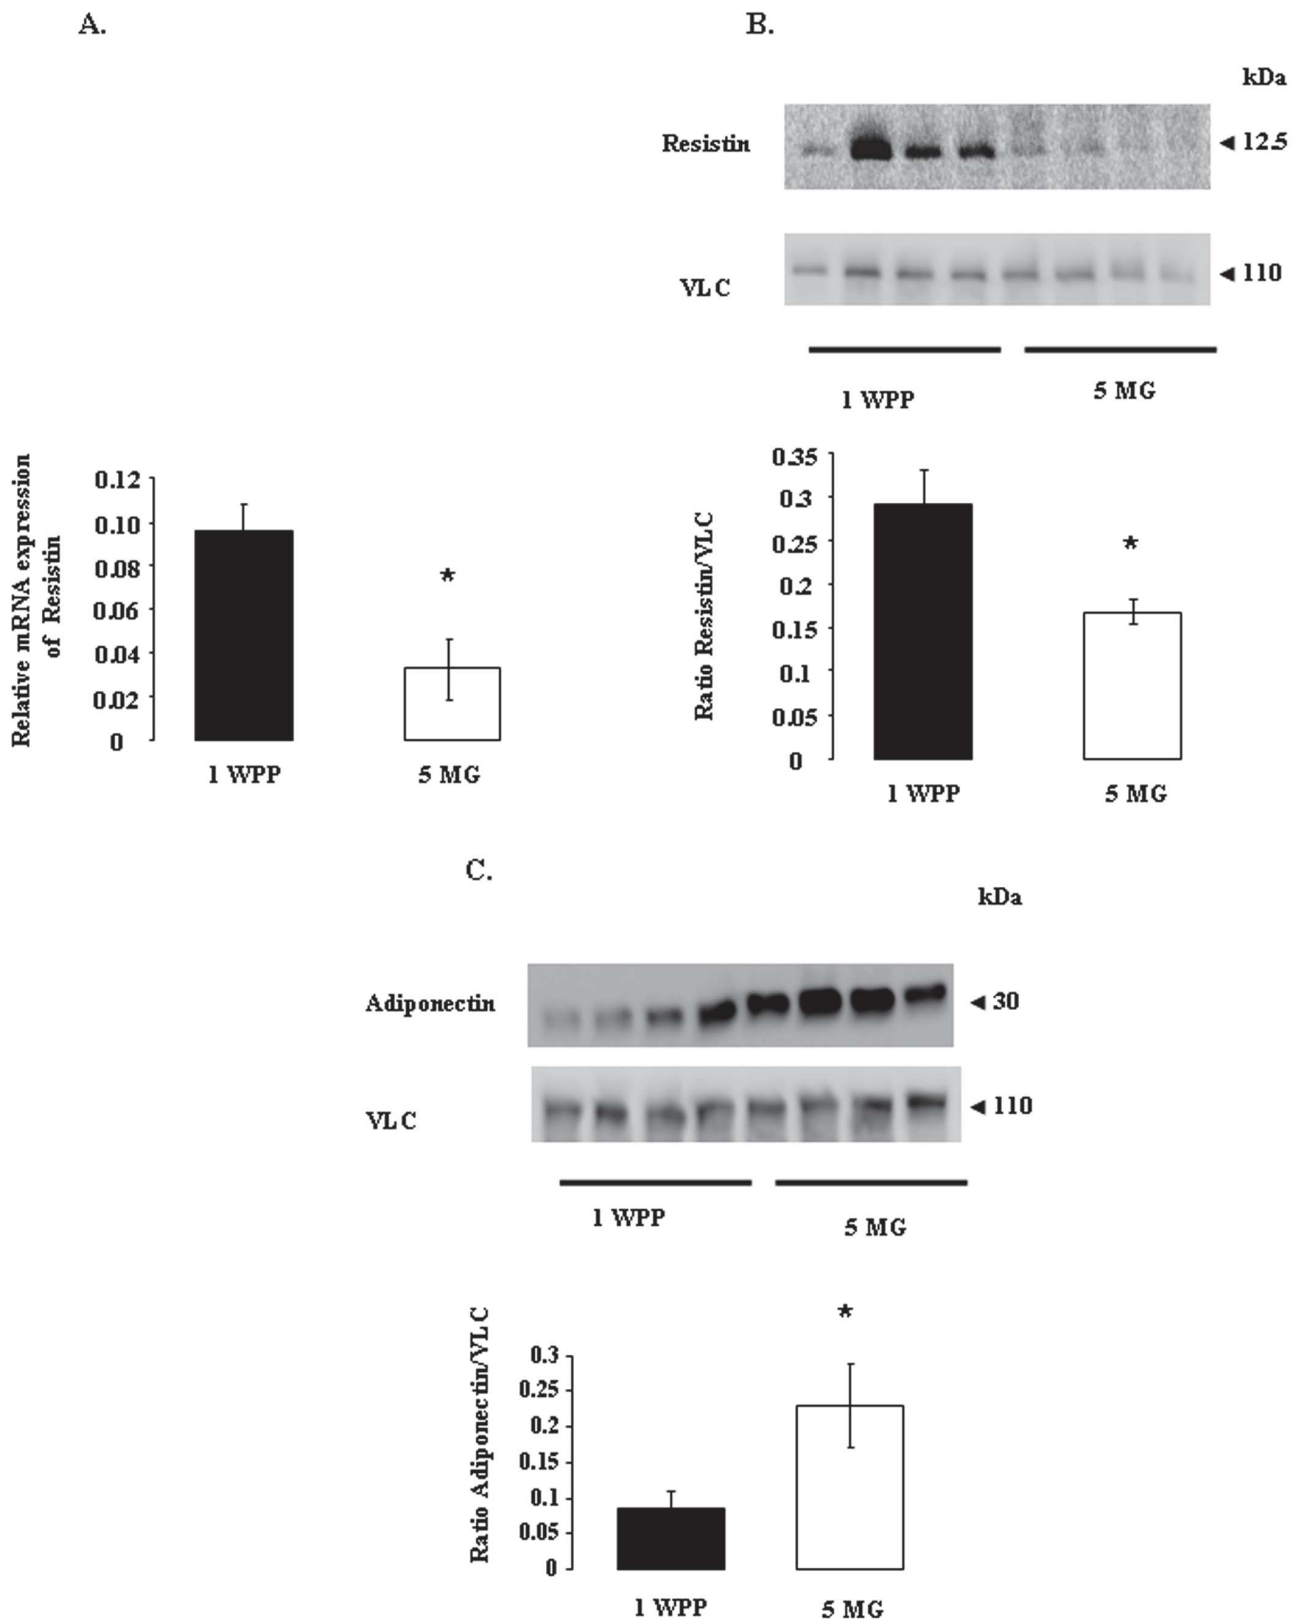 A.
Relative mRNA expression
of Resistin
0.12
0.10
0.08
0.06
0.04
0.02
0
*
1 WPP
5 MG
B.
kDa
Resistin
◄ 12.5
VLC
◄ 110
1 WPP
5 MG
Ratio Resistin/VLC
0.35
0.3
0.25
0.2
0.15
0.1
0.05
0
*
1 WPP
5 MG
C.
kDa
Adiponectin
◄ 30
VLC
◄ 110
1 WPP
5 MG
Ratio Adiponectin/VLC
*
0.3
0.25
0.2
0.15
0.1
0.05
0
1 WPP
5 MG